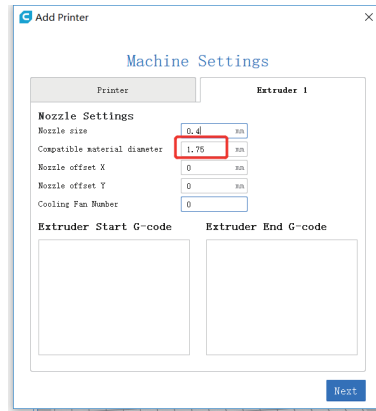 Add Printer
Machine Settings
Printer
Extruder 1
Nozzle Settings
Nozzle size 0.4 mm
Compatible material diameter 1.75 mm
Nozzle offset X 0 mm
Nozzle offset Y 0 mm
Cooling Fan Number 0
Extruder Start G-code
Extruder End G-code
Next